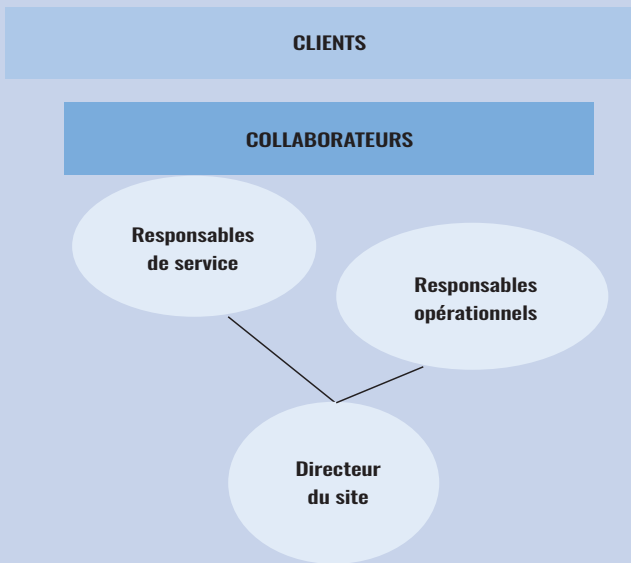 CLIENTS
COLLABORATEURS
Responsables
de service
Responsables
opérationnels
Directeur
du site